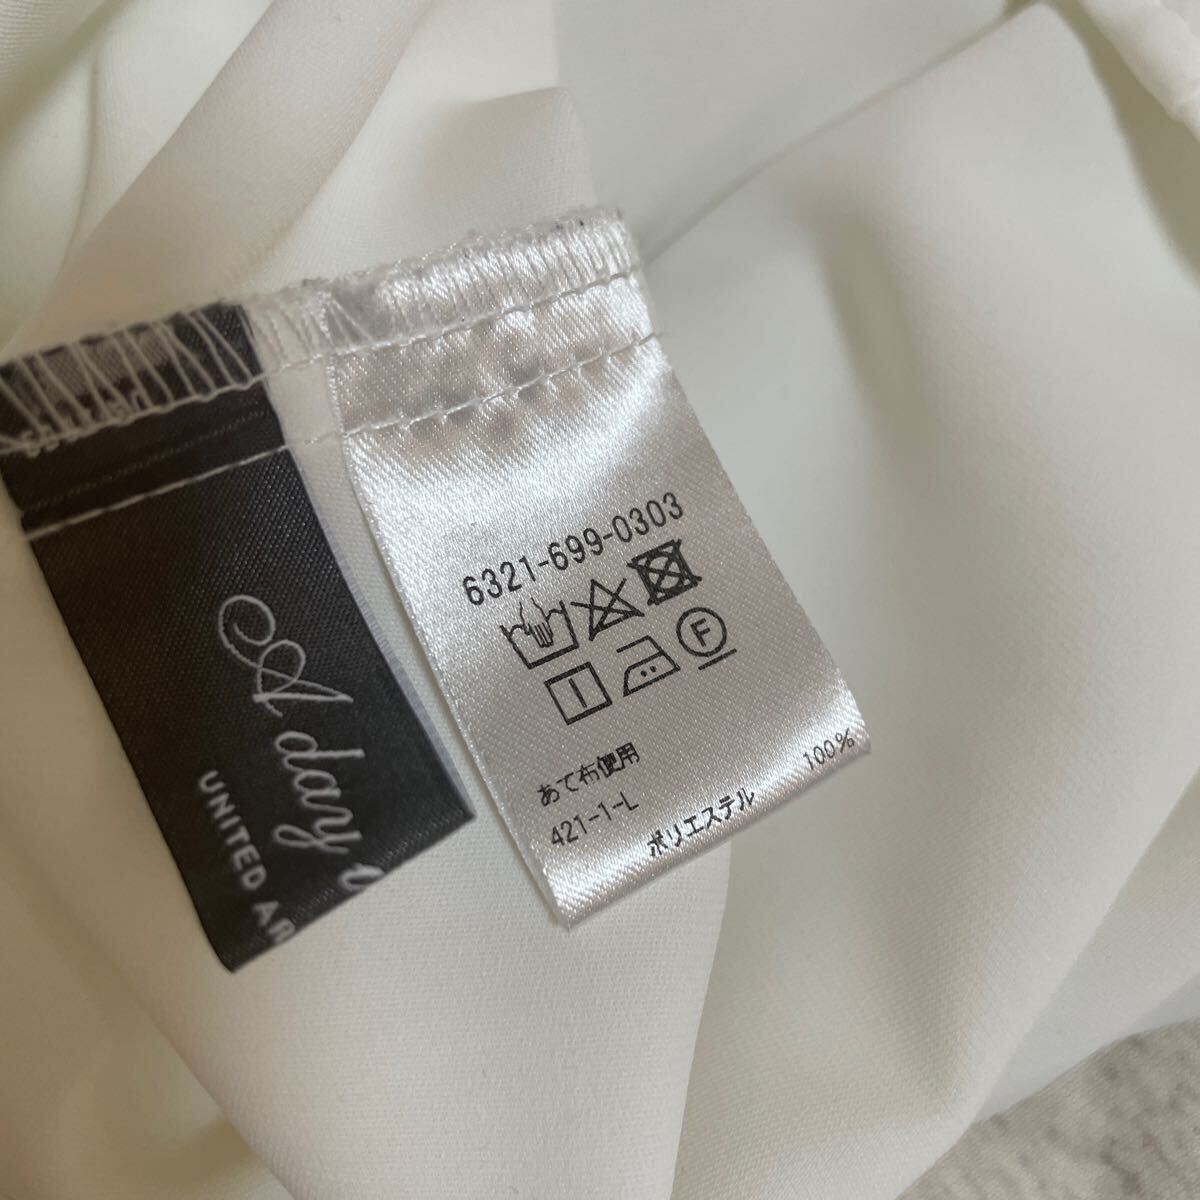 A day
UNITED AR
6321-699-0303
F
あて布使用
421-1-L
ポリエステル 100%